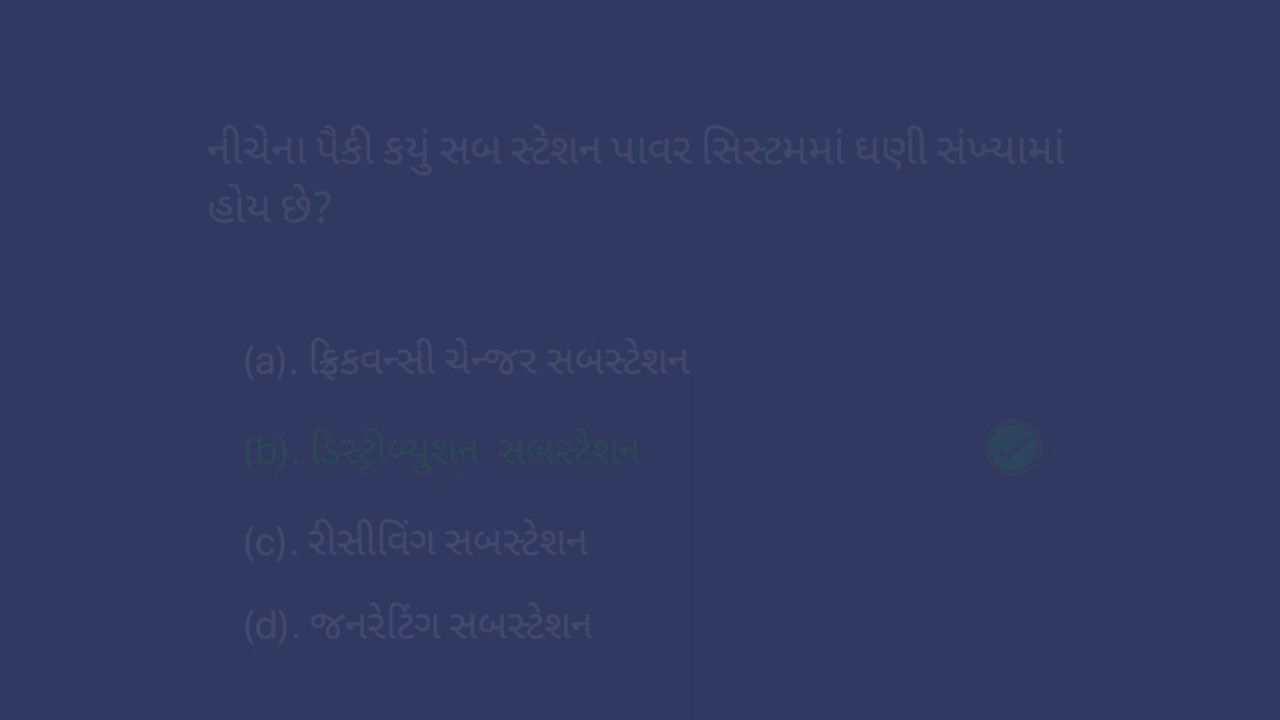 નીચેના પૈકી કયું સબ સ્ટેશન પાવર સિસ્ટમમાં ઘણી સંખ્યામાં
હોય છે?
(a). ફ્રિકવન્સી ચેન્જર સબસ્ટેશન
(b). ડિસ્ટ્રીબ્યુશન  સબસ્ટેશન
(c). રીસીવિંગ સબસ્ટેશન
(d). જનરેટિંગ સબસ્ટેશન